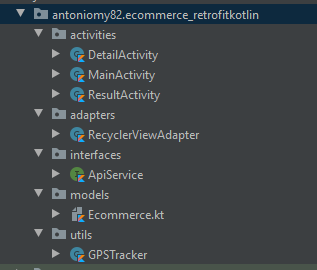 antoniomy82.ecommerce_retrofitkotlin
activities
DetailActivity
MainActivity
ResultActivity
adapters
RecyclerViewAdapter
interfaces
ApiService
models
Ecommerce.kt
utils
GPSTracker